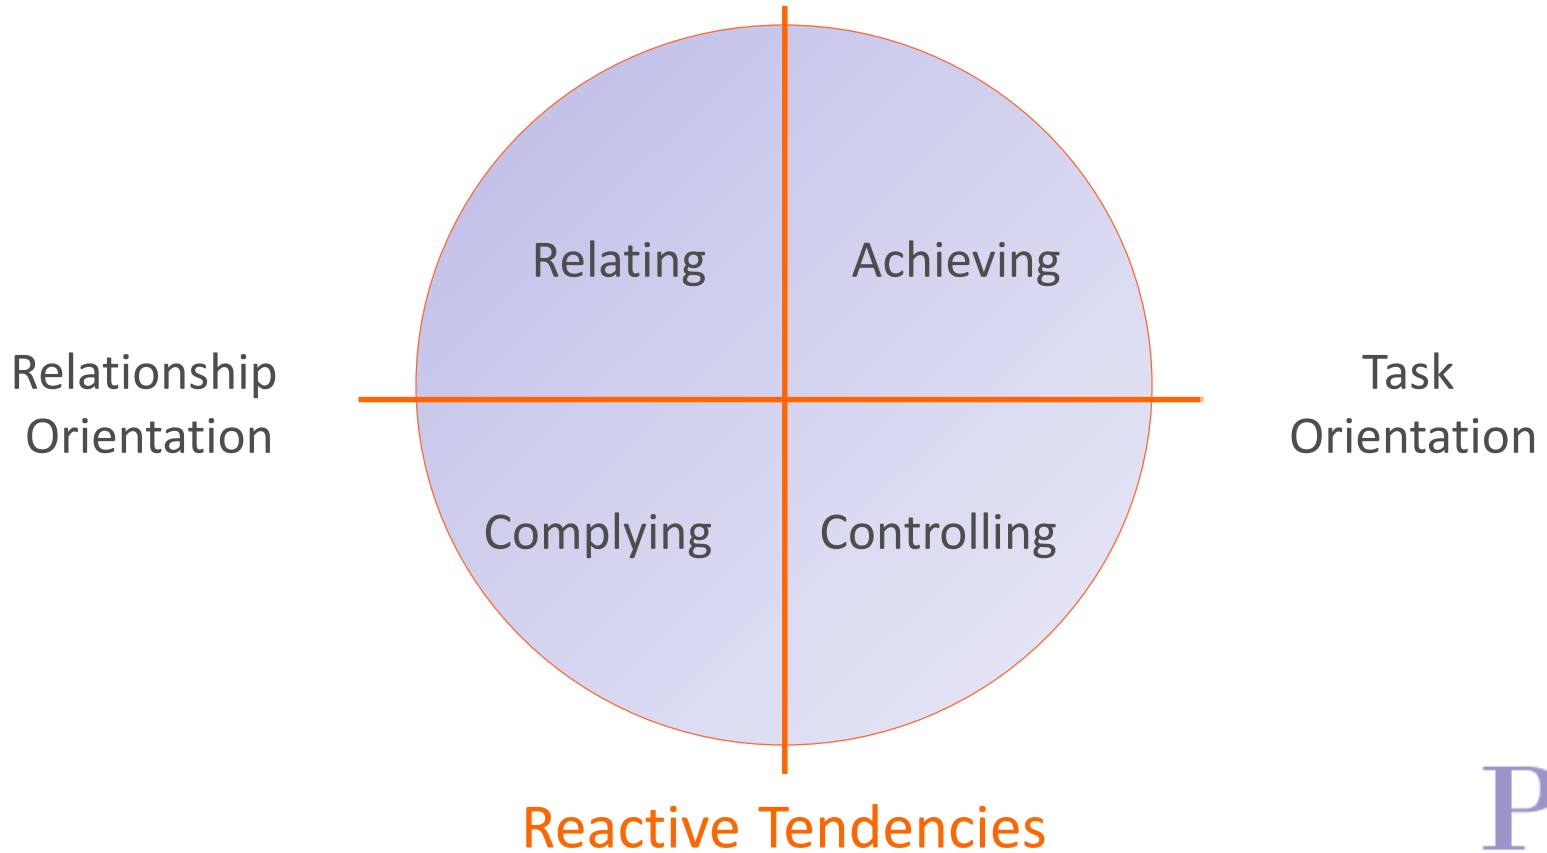 Relating
Achieving
Relationship
Orientation
Task
Orientation
Complying
Controlling
Reactive Tendencies
P